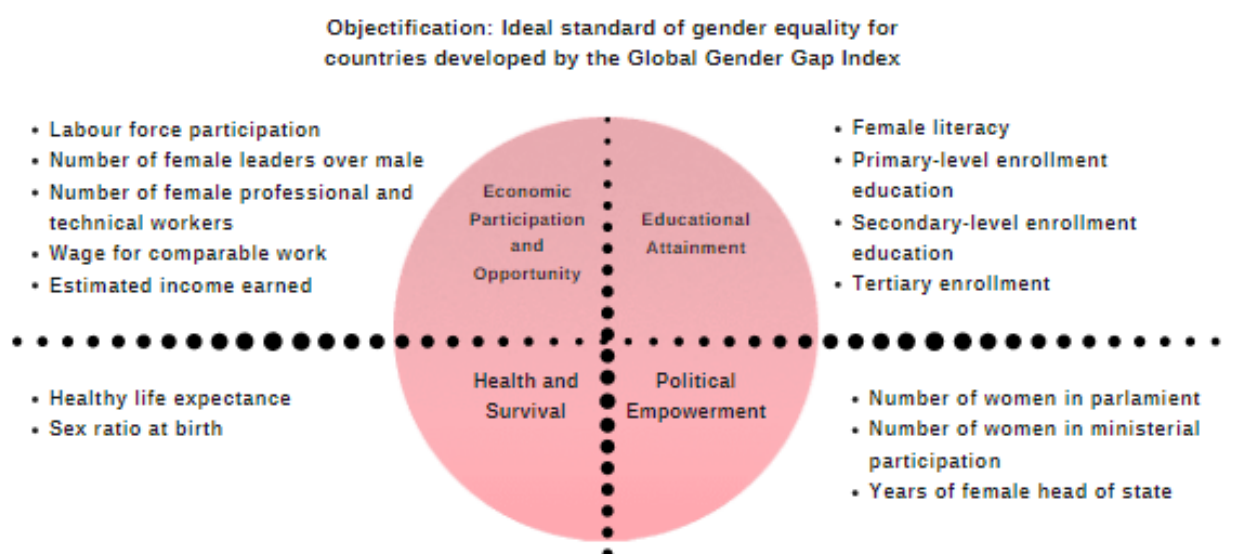 Objectification: Ideal standard of gender equality for
countries developed by the Global Gender Gap Index
• Labour force participation
• Number of female leaders over male
• Number of female professional and
technical workers
• Wage for comparable work
• Estimated income earned
Economic
Participation
and
Opportunity
Educational
Attainment
• Female literacy
• Primary-level enrollment
education
• Secondary-level enrollment
education
• Tertiary enrollment
• Healthy life expectance
• Sex ratio at birth
Health and
Survival
Political
Empowerment
• Number of women in parlamient
• Number of women in ministerial
participation
• Years of female head of state